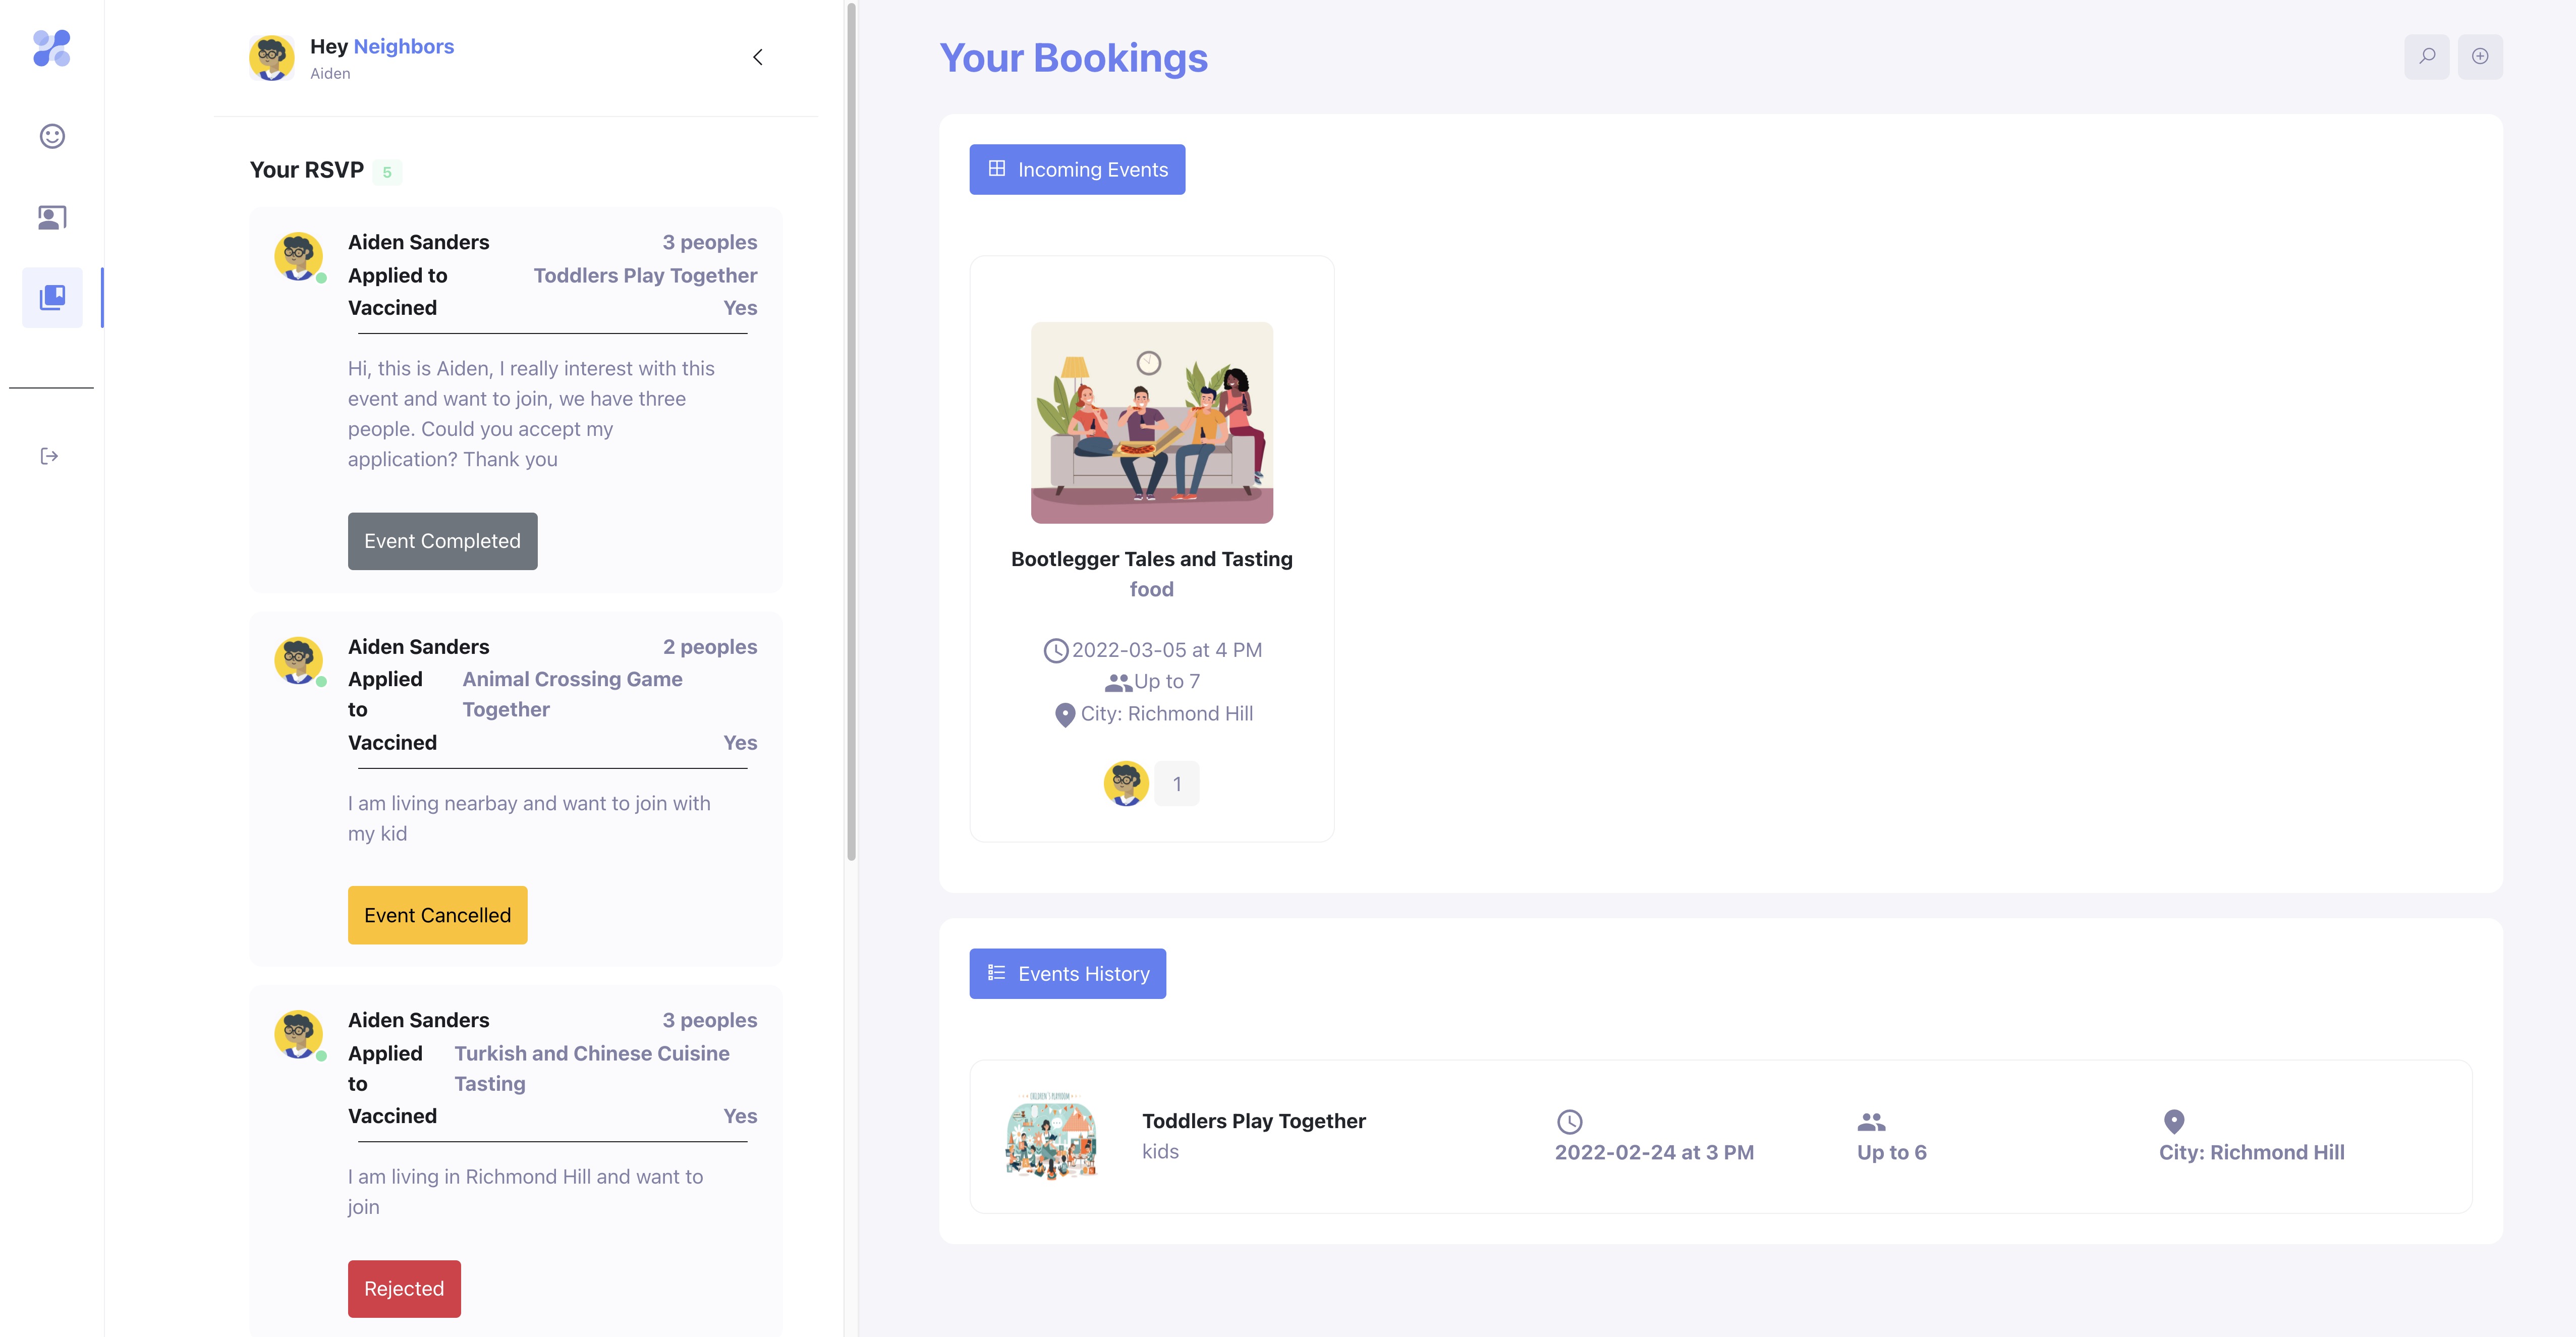 Hey Neighbors
Aiden
Your RSVP 5
Aiden Sanders 3 peoples
Applied to Toddlers Play Together
Vaccined Yes
Hi, this is Aiden, I really interest with this
event and want to join, we have three
people. Could you accept my
application? Thank you
Event Completed
Aiden Sanders 2 peoples
Applied Animal Crossing Game
to Together
Vaccined Yes
I am living nearbay and want to join with
my kid
Event Cancelled
Aiden Sanders 3 peoples
Applied Turkish and Chinese Cuisine
to Tasting
Vaccined Yes
I am living in Richmond Hill and want to
join
Rejected
Your Bookings
Incoming Events
Bootlegger Tales and Tasting
food
2022-03-05 at 4 PM
Up to 7
City: Richmond Hill
1
Events History
CHILDREN'S PLAYROOM
Toddlers Play Together
kids
2022-02-24 at 3 PM
Up to 6
City: Richmond Hill